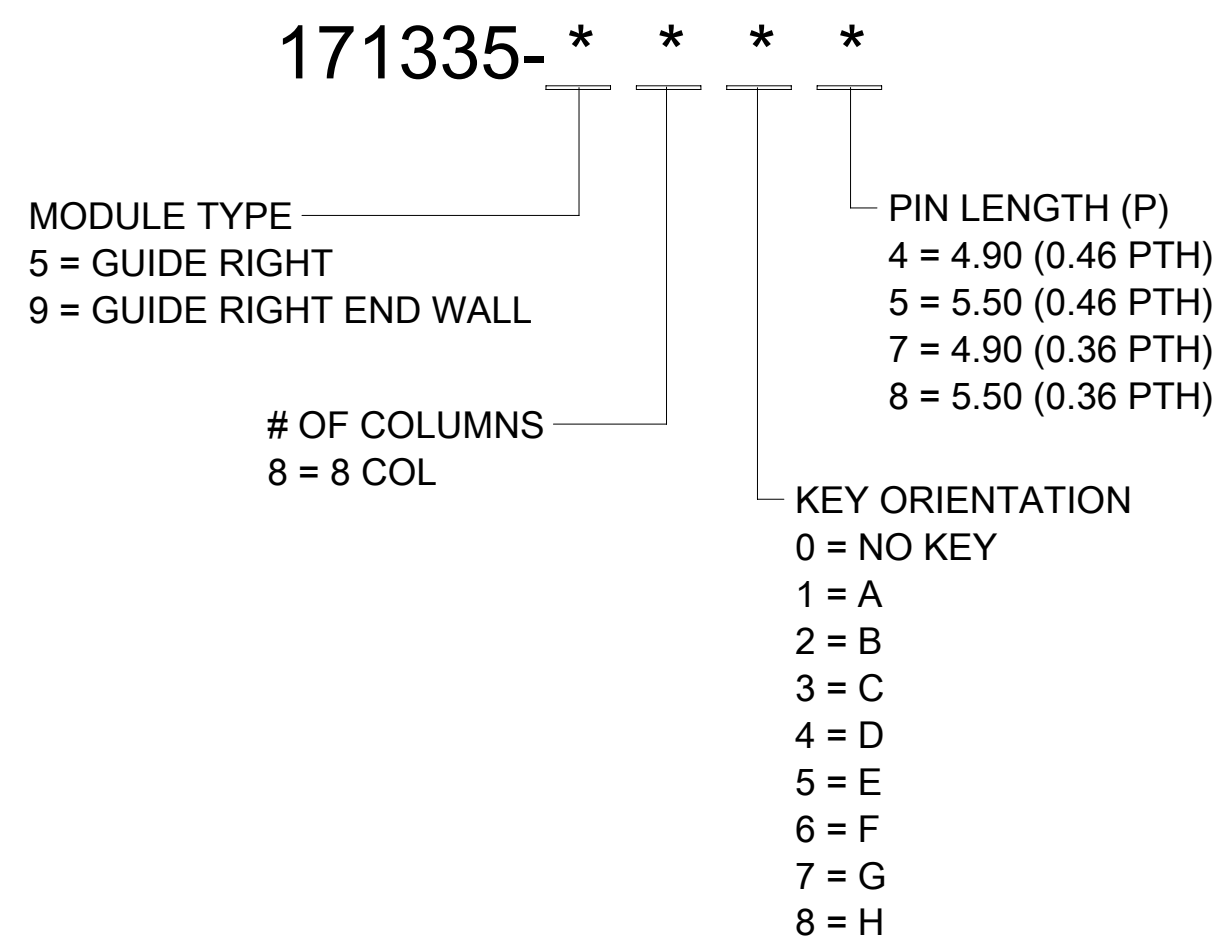 171335-* * * *
MODULE TYPE
5 = GUIDE RIGHT
9 = GUIDE RIGHT END WALL
# OF COLUMNS
8 = 8 COL
KEY ORIENTATION
0 = NO KEY
1 = A
2 = B
3 = C
4 = D
5 = E
6 = F
7 = G
8 = H
PIN LENGTH (P)
4 = 4.90 (0.46 PTH)
5 = 5.50 (0.46 PTH)
7 = 4.90 (0.36 PTH)
8 = 5.50 (0.36 PTH)